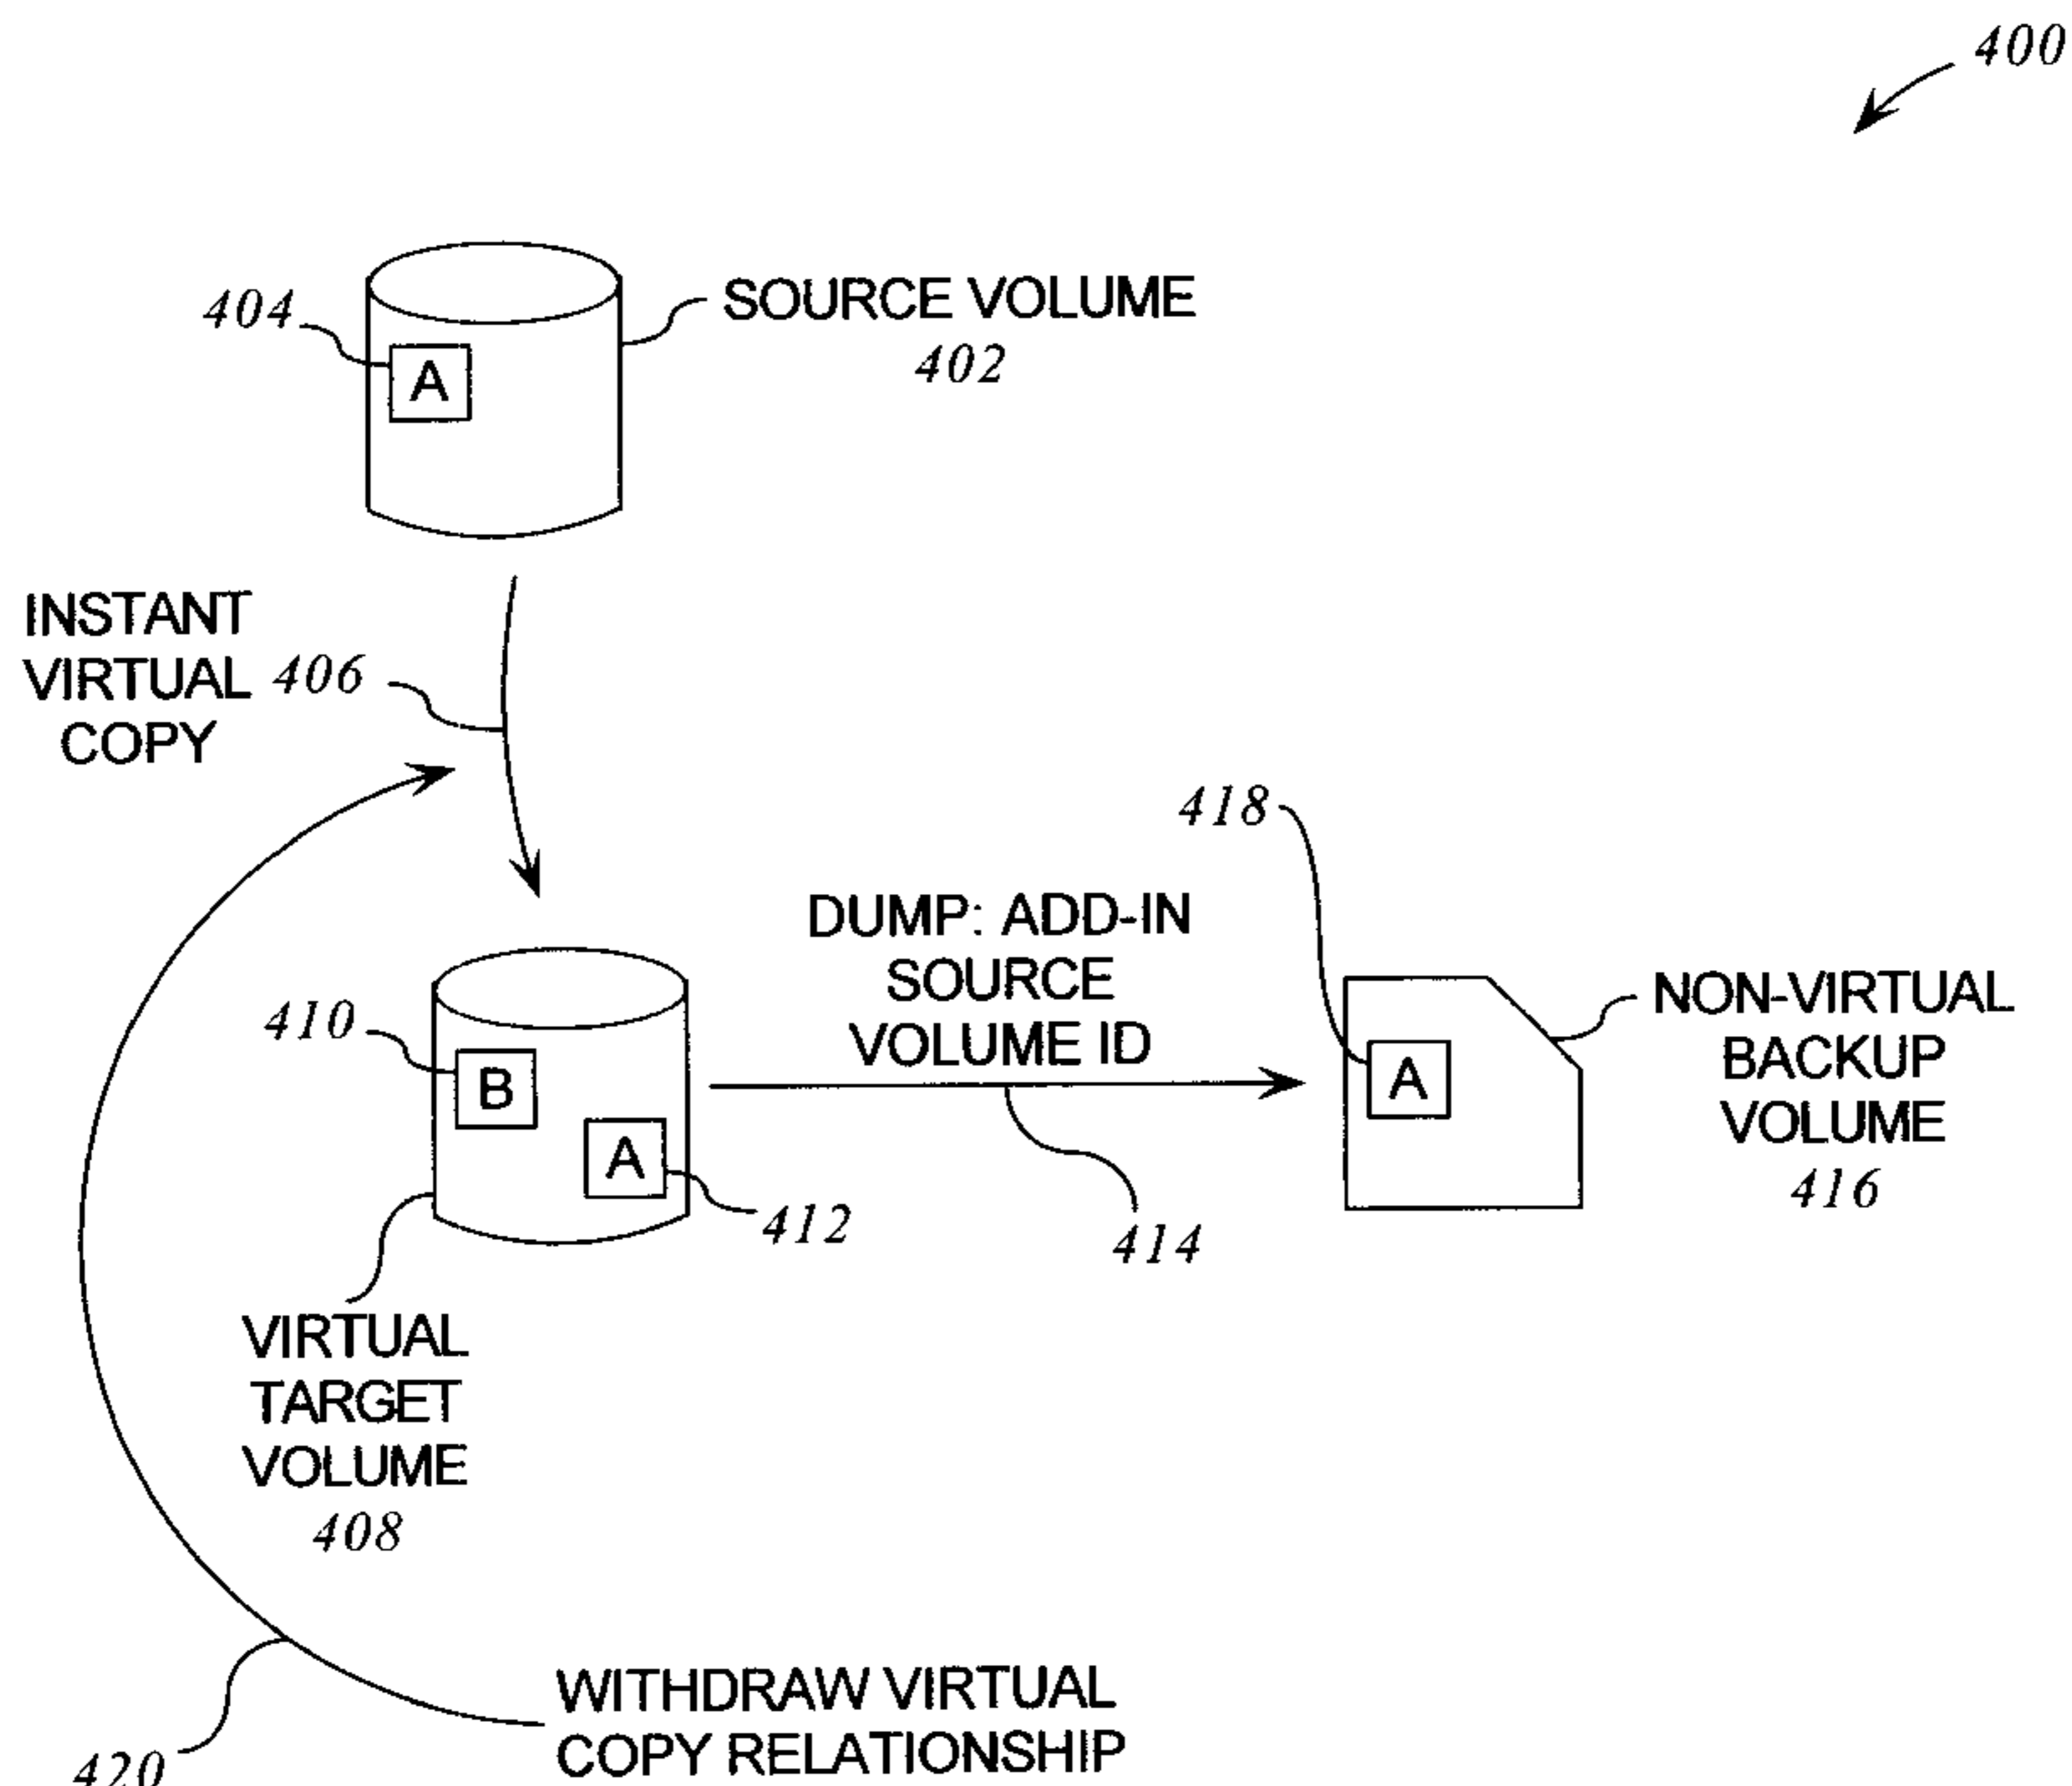 400
404
A
SOURCE VOLUME
402
INSTANT
VIRTUAL
COPY
406
418
DUMP: ADD-IN
SOURCE
VOLUME ID
410
B
A
412
414
A
NON-VIRTUAL
BACKUP
VOLUME
416
VIRTUAL
TARGET
VOLUME
408
WITHDRAW VIRTUAL
COPY RELATIONSHIP
420